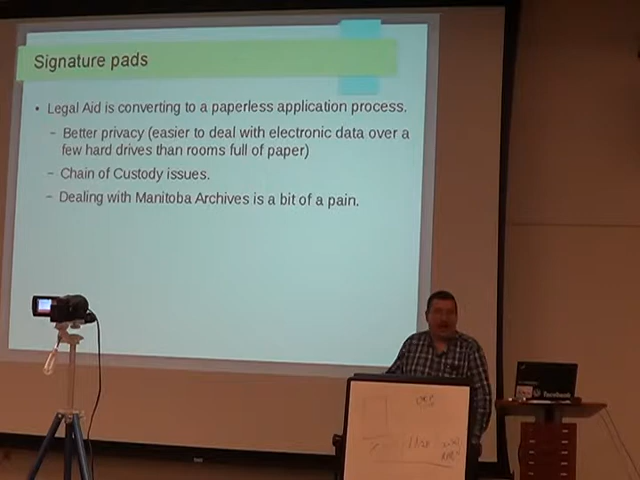 Signature pads
• Legal Aid is converting to a paperless application process.
– Better privacy (easier to deal with electronic data over a
few hard drives than rooms full of paper)
– Chain of Custody issues.
– Dealing with Manitoba Archives is a bit of a pain.